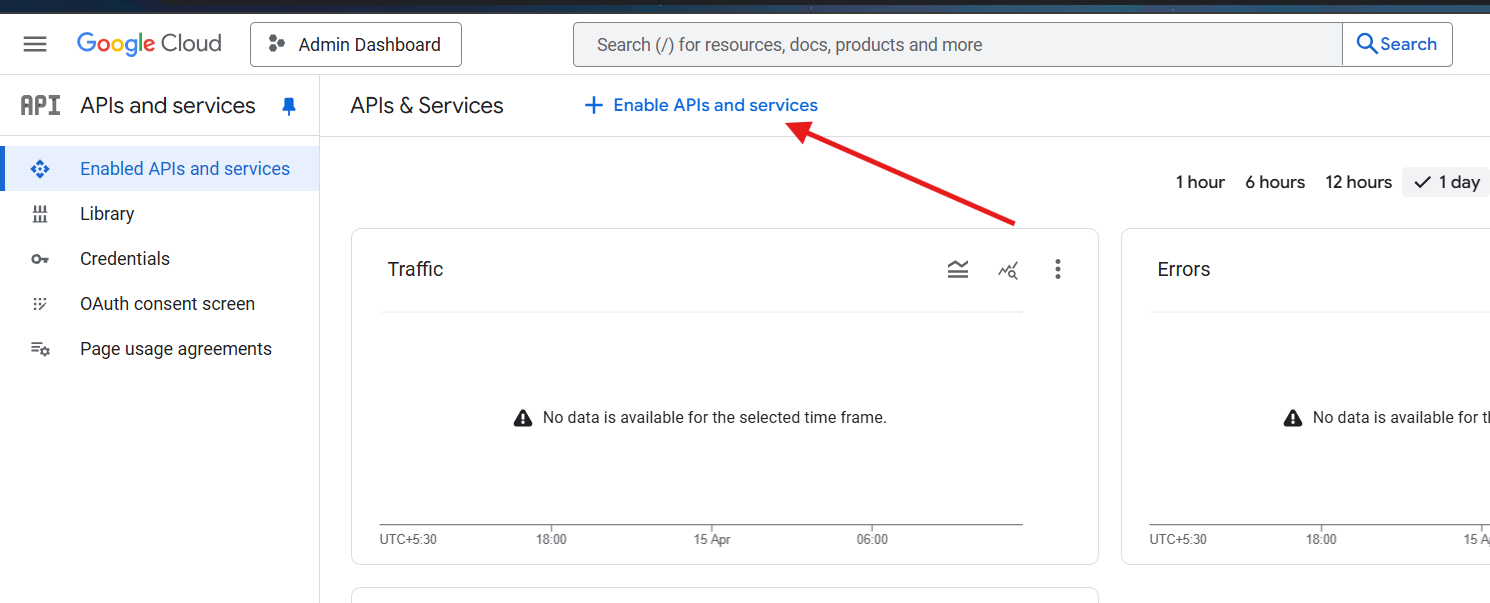 Google Cloud
Admin Dashboard
Search (/) for resources, docs, products and more
Search
API
APIs and services
APIs & Services
Enable APIs and services
Enabled APIs and services
Library
Credentials
OAuth consent screen
Page usage agreements
1 hour
6 hours
12 hours
1 day
Traffic
No data is available for the selected time frame.
UTC+5:30
18:00
15 Apr
06:00
Errors
No data is available for
UTC+5:30
18:00
15